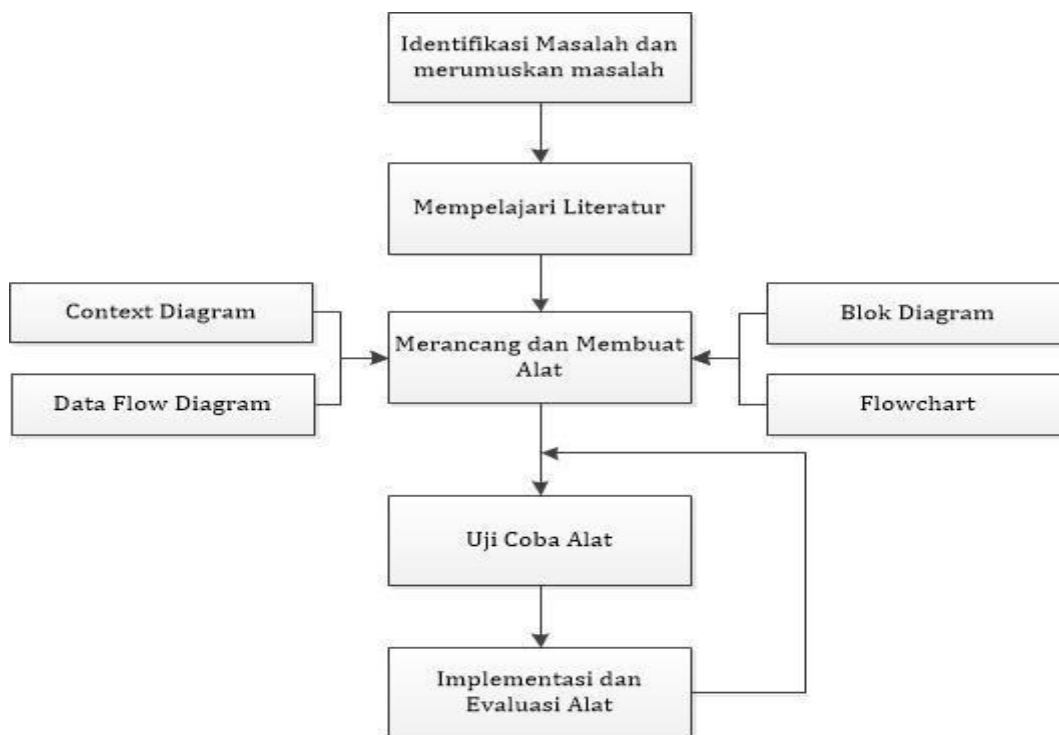 Identifikasi Masalah dan
merumuskan masalah
Mempelajari Literatur
Context Diagram
Data Flow Diagram
Merancang dan Membuat
Alat
Blok Diagram
Flowchart
Uji Coba Alat
Implementasi dan
Evaluasi Alat